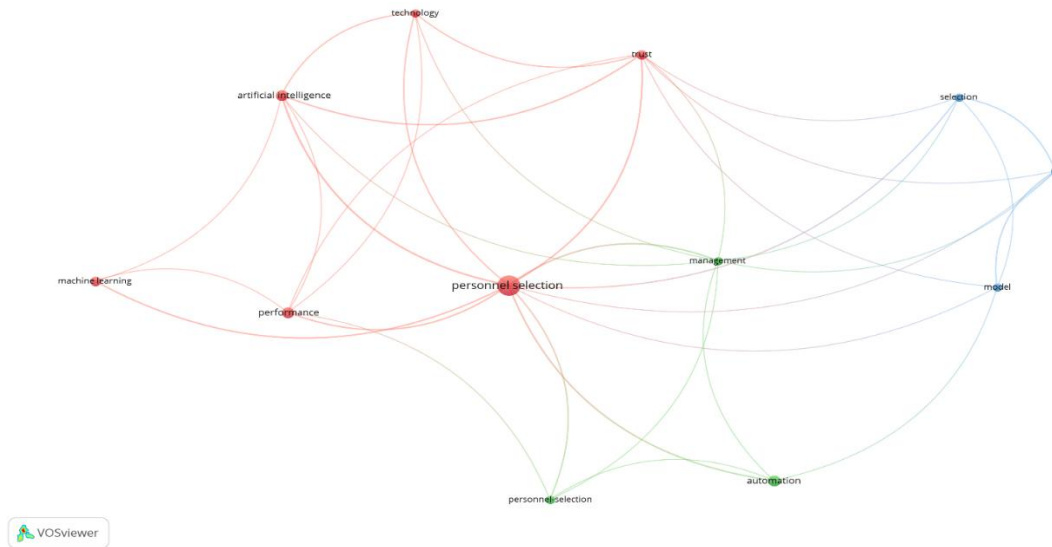 technology
trust
artificial intelligence
selection
management
machine learning
personnel selection
model
performance
automation
personnel-selection
VOSviewer